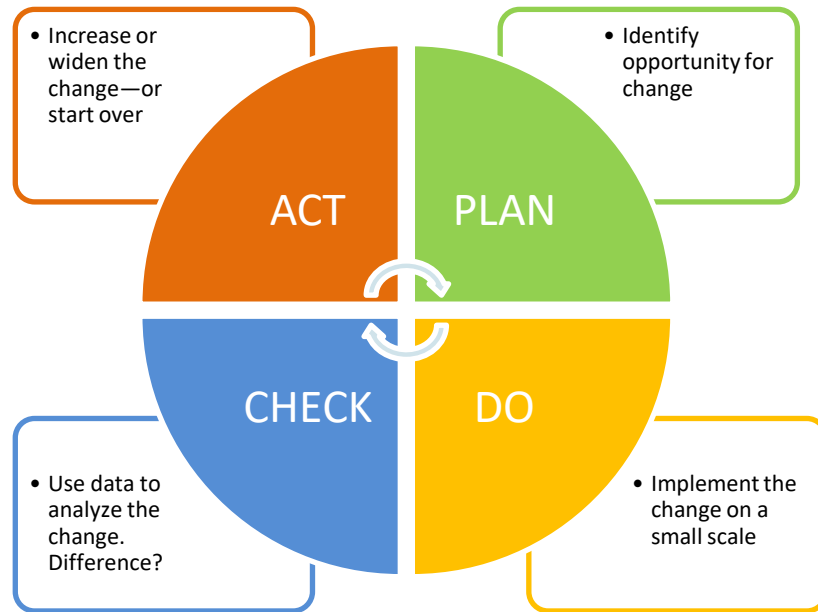 • Increase or
widen the
change—or
start over
• Identify
opportunity for
change
ACT
PLAN
CHECK
DO
• Use data to
analyze the
change.
Difference?
• Implement the
change on a
small scale